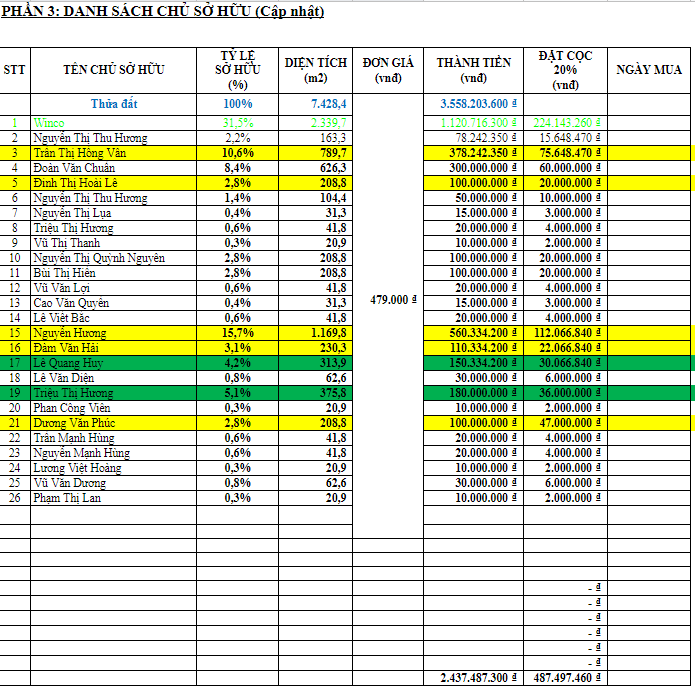 PHẦN 3: DANH SÁCH CHỦ SỞ HỮU (Cập nhật)
STT TÊN CHỦ SỞ HỮU TỶ LỆ SỞ HỮU (%) DIỆN TÍCH (m2) ĐƠN GIÁ (vnđ) THÀNH TIỀN (vnđ) ĐẶT CỌC 20% (vnđ) NGÀY MUA
Thửa đất 100% 7.428,4 3.558.203.600 đ
1 Winco 31,5% 2.339,7 1.120.716.300 đ 224.143.260 đ
2 Nguyễn Thị Thu Hương 2,2% 163,3 78.242.350 đ 15.648.470 đ
3 Trần Thị Hồng Vân 10,6% 789,7 378.242.350 đ 75.648.470 đ
4 Đoàn Văn Chuân 8,4% 626,3 300.000.000 đ 60.000.000 đ
5 Đinh Thị Hoài Lê 2,8% 208,8 100.000.000 đ 20.000.000 đ
6 Nguyễn Thị Thu Hương 1,4% 104,4 50.000.000 đ 10.000.000 đ
7 Nguyễn Thị Lụa 0,4% 31,3 15.000.000 đ 3.000.000 đ
8 Triệu Thị Hương 0,6% 41,8 20.000.000 đ 4.000.000 đ
9 Vũ Thị Thanh 0,3% 20,9 10.000.000 đ 2.000.000 đ
10 Nguyễn Thị Quỳnh Nguyên 2,8% 208,8 100.000.000 đ 20.000.000 đ
11 Bùi Thị Hiền 2,8% 208,8 100.000.000 đ 20.000.000 đ
12 Vũ Văn Lợi 0,6% 41,8 20.000.000 đ 4.000.000 đ
13 Cao Văn Quyền 0,4% 31,3 479.000 đ 15.000.000 đ 3.000.000 đ
14 Lê Viết Bắc 0,6% 41,8 20.000.000 đ 4.000.000 đ
15 Nguyễn Hương 15,7% 1.169,8 560.334.200 đ 112.066.840 đ
16 Đàm Văn Hải 3,1% 230,3 110.334.200 đ 22.066.840 đ
17 Lê Quang Huy 4,2% 313,9 150.334.200 đ 30.066.840 đ
18 Lê Văn Diện 0,8% 62,6 30.000.000 đ 6.000.000 đ
19 Triệu Thị Hương 5,1% 375,8 180.000.000 đ 36.000.000 đ
20 Phan Công Viên 0,3% 20,9 10.000.000 đ 2.000.000 đ
21 Dương Văn Phúc 2,8% 208,8 100.000.000 đ 47.000.000 đ
22 Trần Mạnh Hùng 0,6% 41,8 20.000.000 đ 4.000.000 đ
23 Nguyễn Mạnh Hùng 0,6% 41,8 20.000.000 đ 4.000.000 đ
24 Lương Việt Hoàng 0,3% 20,9 10.000.000 đ 2.000.000 đ
25 Vũ Văn Dương 0,8% 62,6 30.000.000 đ 6.000.000 đ
26 Phạm Thị Lan 0,3% 20,9 10.000.000 đ 2.000.000 đ
- đ
- đ
- đ
- đ
- đ
- đ
2.437.487.300 đ 487.497.460 đ